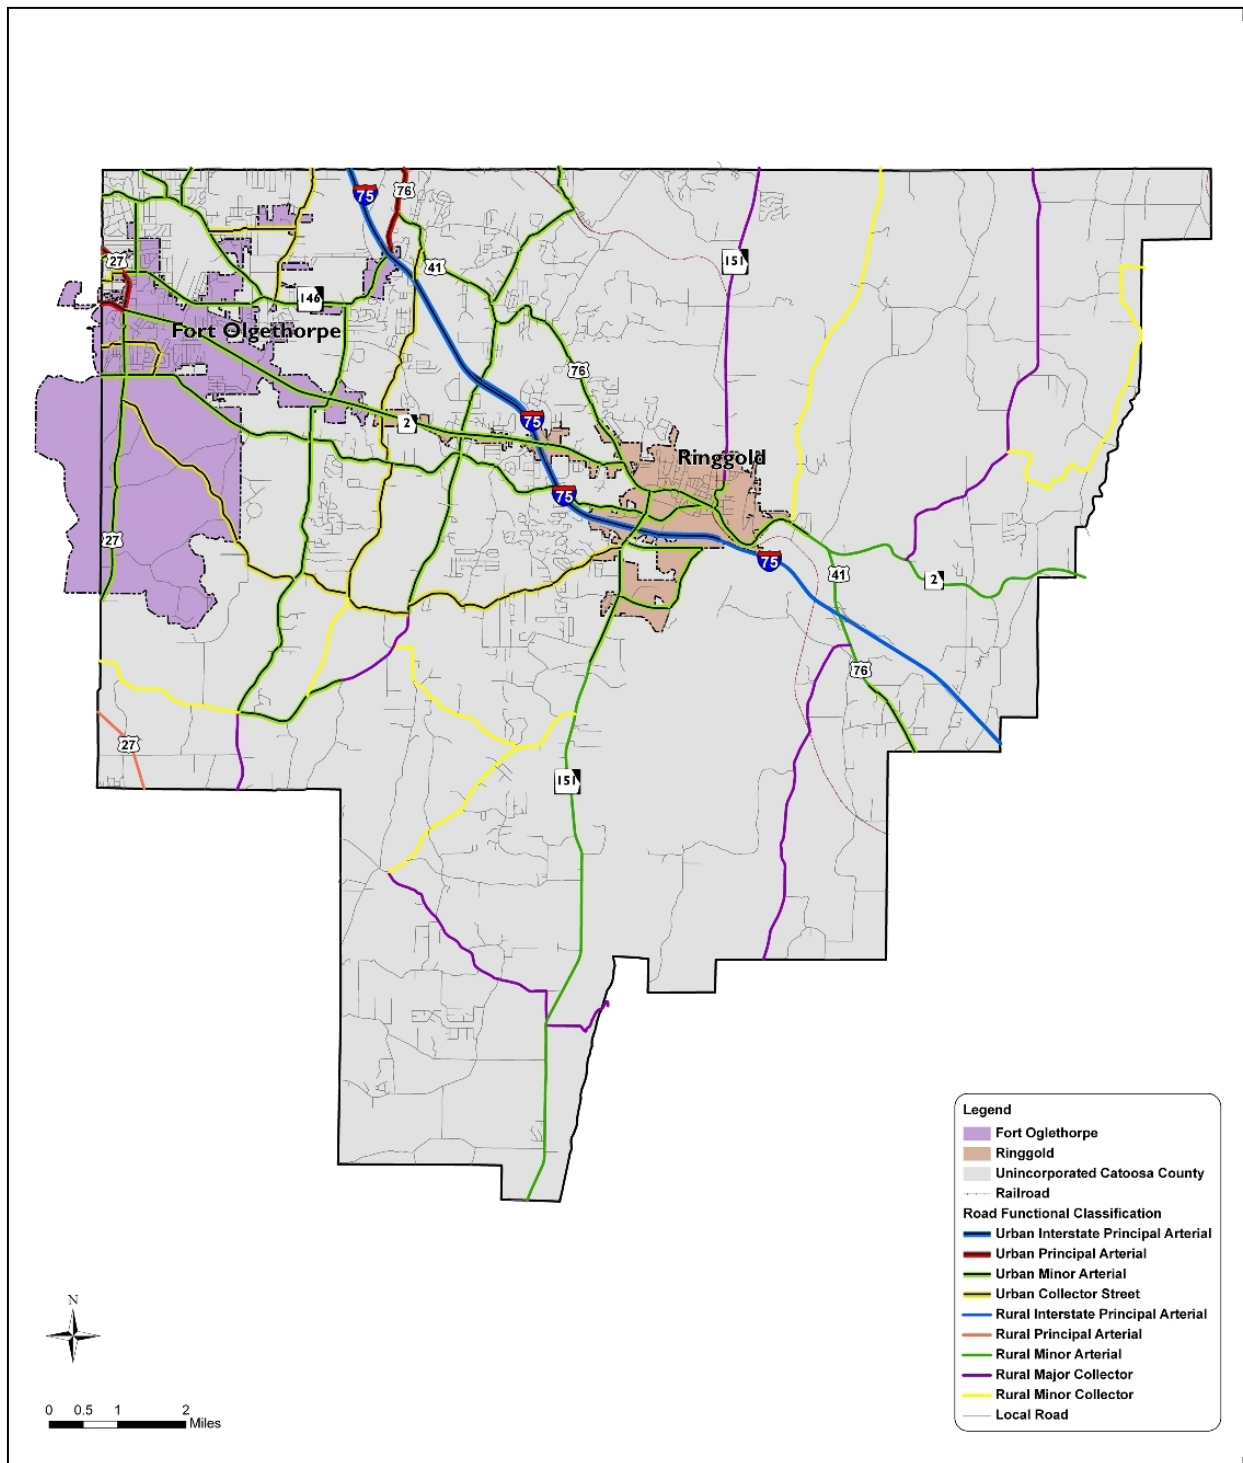 75
76
27
41
151
146
Fort Olgethorpe
76
75
2
Ringgold
75
27
75
41
2
76
27
151
Legend
Fort Oglethorpe
Ringgold
Unincorporated Catoosa County
Railroad
Road Functional Classification
Urban Interstate Principal Arterial
Urban Principal Arterial
Urban Minor Arterial
Urban Collector Street
Rural Interstate Principal Arterial
Rural Principal Arterial
Rural Minor Arterial
Rural Major Collector
Rural Minor Collector
Local Road
N
0 0.5 1 2
Miles